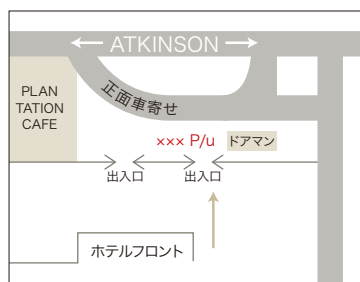 ATKINSON
PLAN
TATION
CAFE
正面車寄せ
××× P/u
ドアマン
出入口
出入口
ホテルフロント